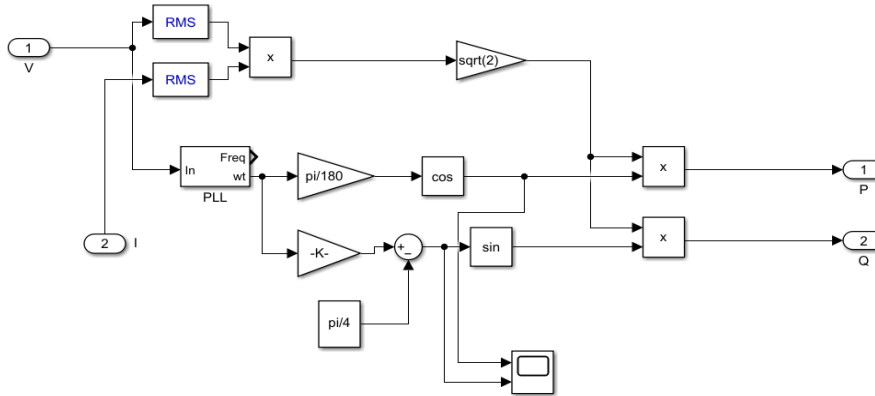 RMS
1
V
x
sqrt(2)
RMS
Freq
In
wt
PLL
pi/180
cos
x
1
P
2
I
-K-
+
−
sin
x
2
Q
pi/4